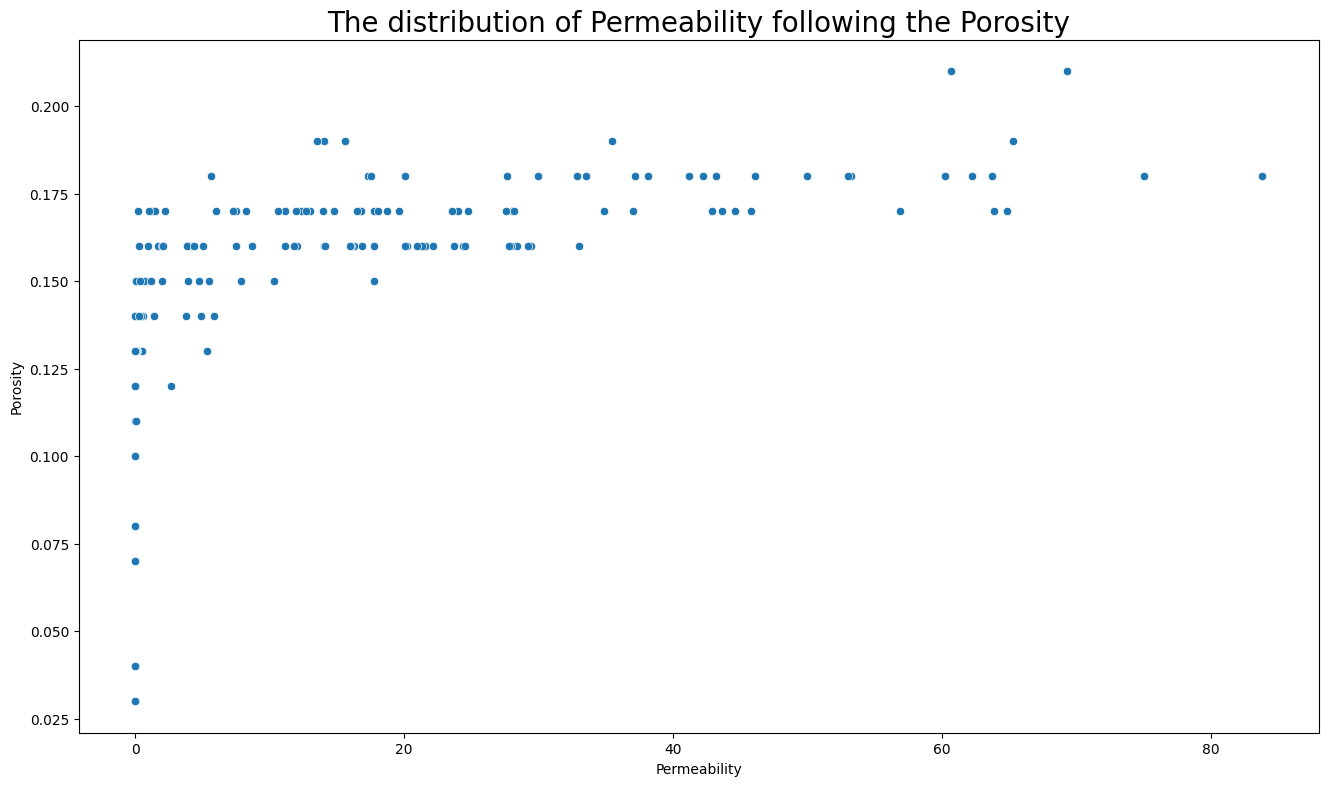 The distribution of Permeability following the Porosity
0.200
0.175
0.150
0.125
0.100
0.075
0.050
0.025
Porosity
0 20 40 60 80
Permeability